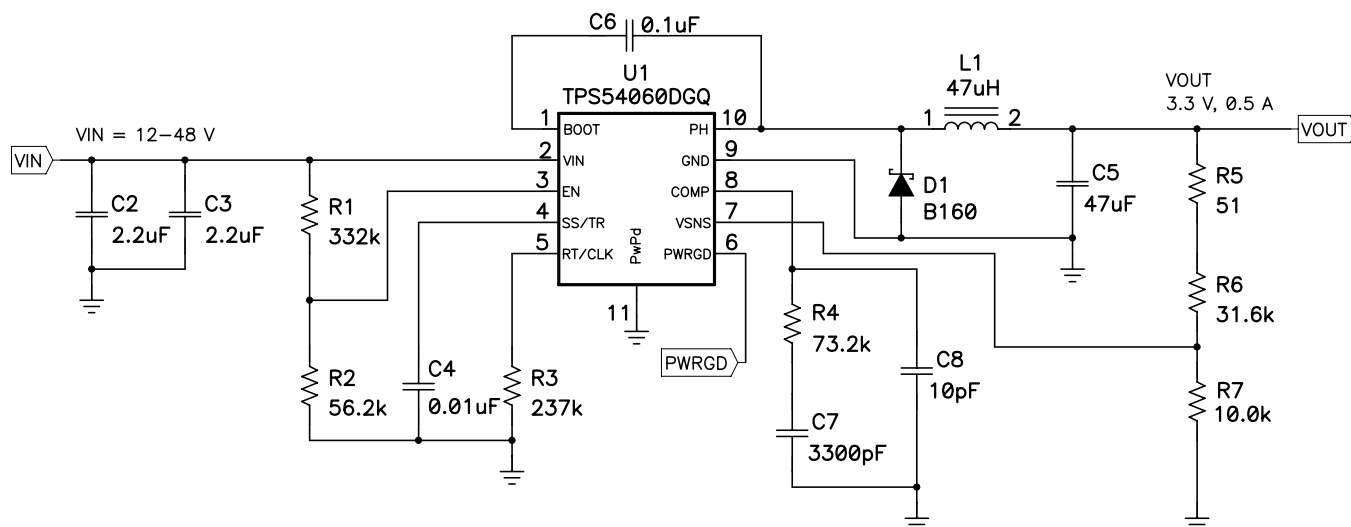 C6
0.1uF
U1
TPS54060DGQ
L1
47uH
VOUT
3.3 V, 0.5 A
VIN = 12-48 V
1
BOOT
PH
10
1
2
VOUT
VIN
2
VIN
GND
9
3
EN
COMP
8
D1
B160
C5
47uF
R5
51
C2
2.2uF
C3
2.2uF
R1
332k
4
SS/TR
VSNS
7
5
RT/CLK
PwPd
PWRGD
6
11
R4
73.2k
R6
31.6k
PWRGD
C8
10pF
R2
56.2k
C4
0.01uF
R3
237k
R7
10.0k
C7
3300pF